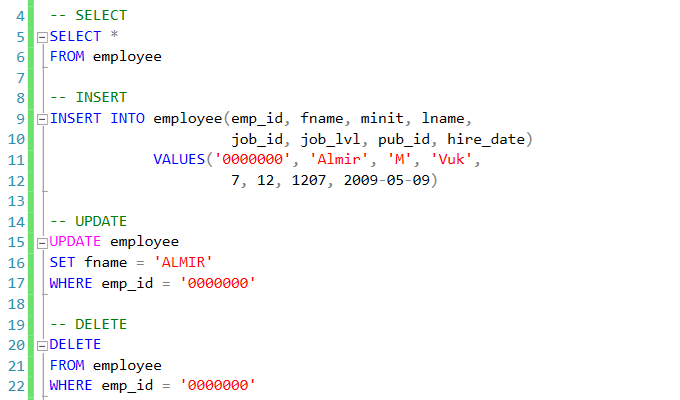 4 -- SELECT
5 SELECT *
6 FROM employee
7
8 -- INSERT
9 INSERT INTO employee(emp_id, fname, minit, lname,
10 job_id, job_lvl, pub_id, hire_date)
11 VALUES('0000000', 'Almir', 'M', 'Vuk',
12 7, 12, 1207, 2009-05-09)
13
14 -- UPDATE
15 UPDATE employee
16 SET fname = 'ALMIR'
17 WHERE emp_id = '0000000'
18
19 -- DELETE
20 DELETE
21 FROM employee
22 WHERE emp_id = '0000000'